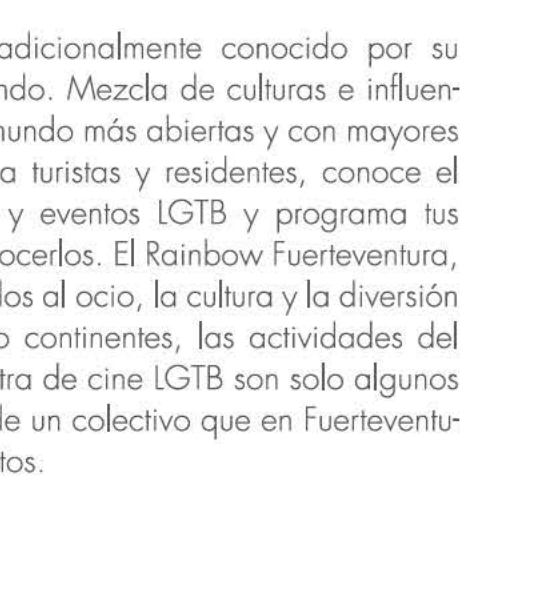 adicionalmente conocido por su
ndo. Mezcla de culturas e influen-
nundo más abiertas y con mayores
a turistas y residentes, conoce el
y eventos LGTB y programa tus
ocerlos. El Rainbow Fuerteventura,
los al ocio, la cultura y la diversión
o continentes, las actividades del
tra de cine LGTB son solo algunos
le un colectivo que en Fuerteventu-
tos.